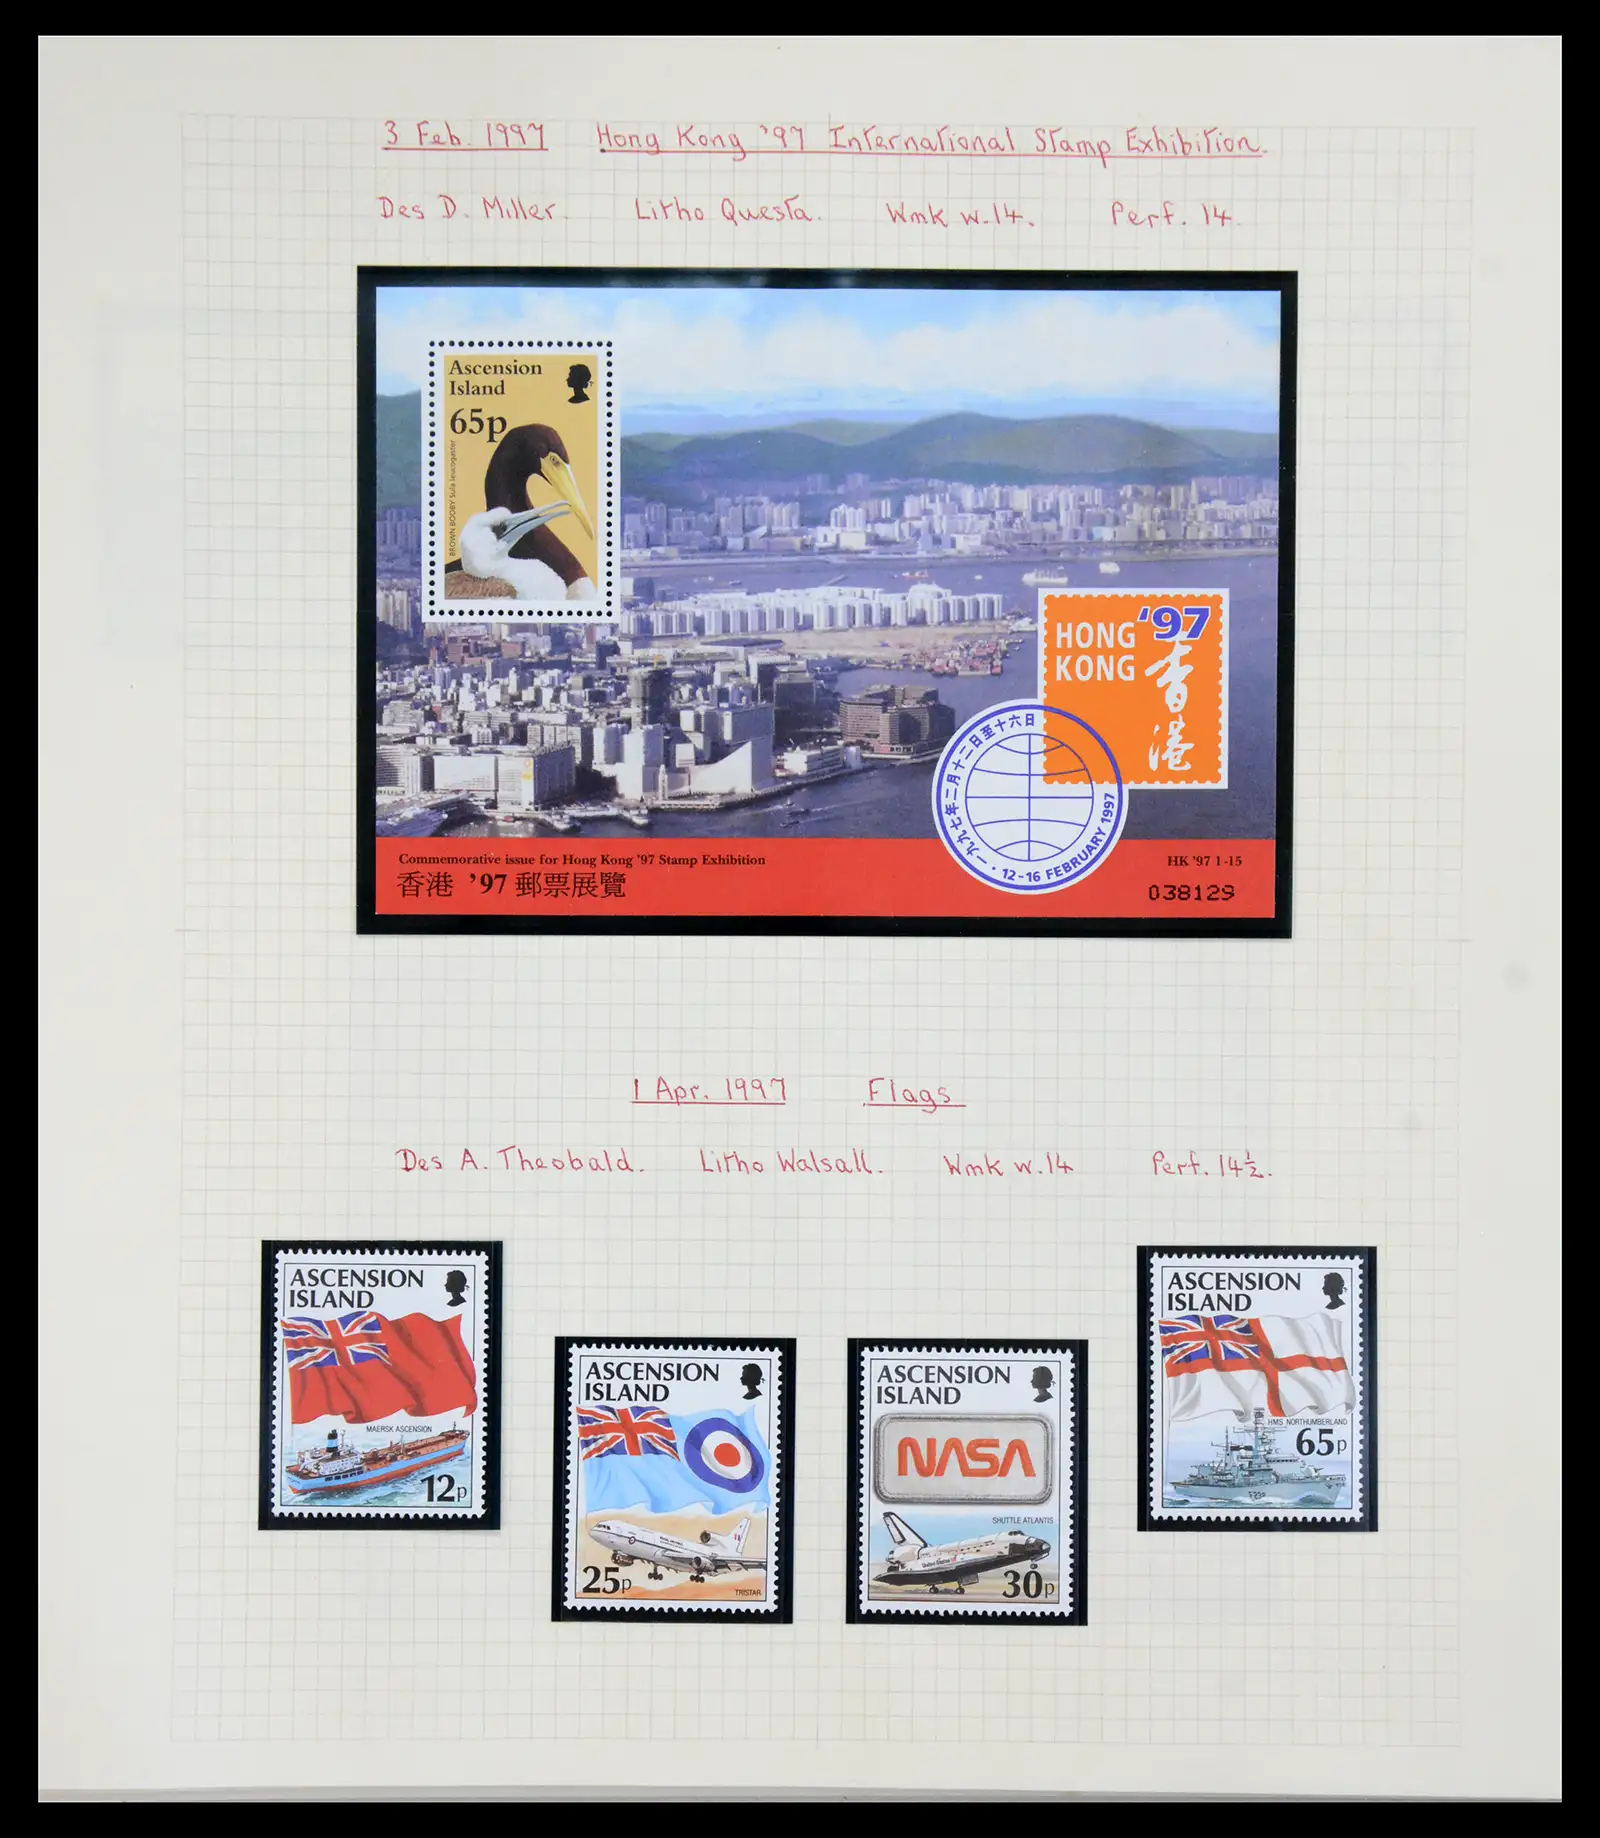 3 Feb. 1997 Hong Kong '97 International Stamp Exhibition.
Des D. Miller. Litho Questa. Wmk w.14. Perf. 14.
Ascension
Island
65p
BROWN BOOBY Sula leucogaster
HONG '97
KONG
香港
一九九七年二月十二日至十六日
· 12-16 FEBRUARY 1997
Commemorative issue for Hong Kong '97 Stamp Exhibition
香港 '97 郵票展覽
HK '97 1-15
038129
1 Apr. 1997 Flags
Des A. Theobald. Litho Walsall. Wmk w.14 Perf. 14½.
ASCENSION
ISLAND
MAERSK ASCENSION
12p
ASCENSION
ISLAND
25p
TRISTAR
ASCENSION
ISLAND
NASA
SHUTTLE ATLANTIS
United States
30p
ASCENSION
ISLAND
HMS NORTHUMBERLAND
65p